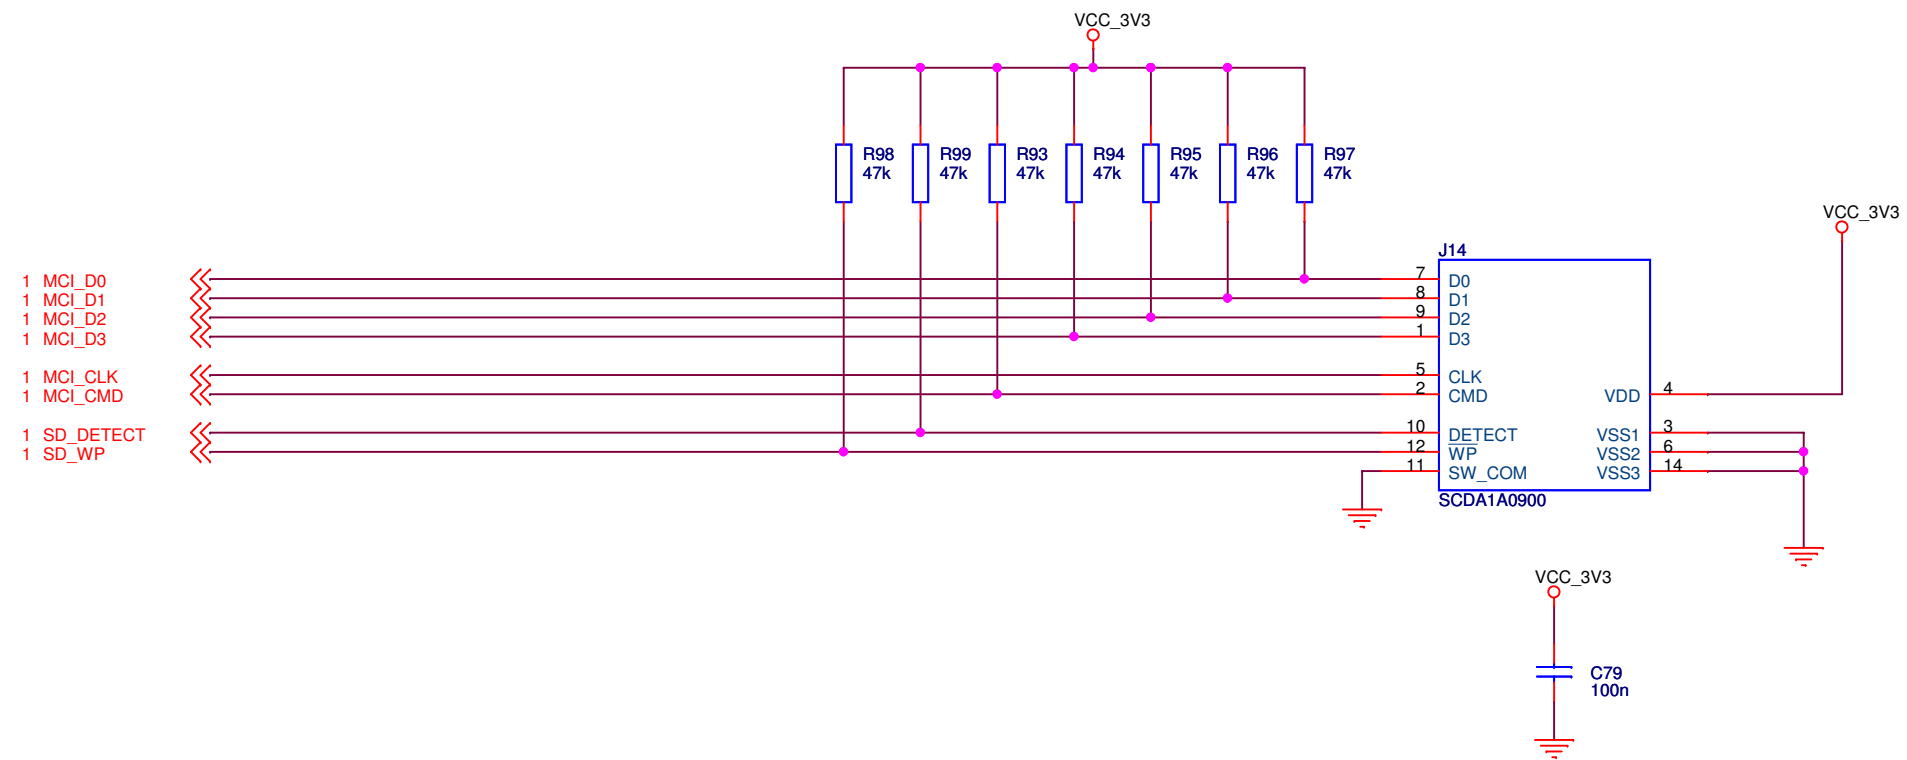 VCC_3V3
R98 R99 R93 R94 R95 R96 R97
47k 47k 47k 47k 47k 47k 47k
VCC_3V3
J14
1 MCI_D0 7 D0
1 MCI_D1 8 D1
1 MCI_D2 9 D2
1 MCI_D3 1 D3
1 MCI_CLK 5 CLK
1 MCI_CMD 2 CMD VDD 4
1 SD_DETECT 10 DETECT VSS1 3
1 SD_WP 12 WP VSS2 6
11 SW_COM VSS3 14
SCDA1A0900
VCC_3V3
C79
100n